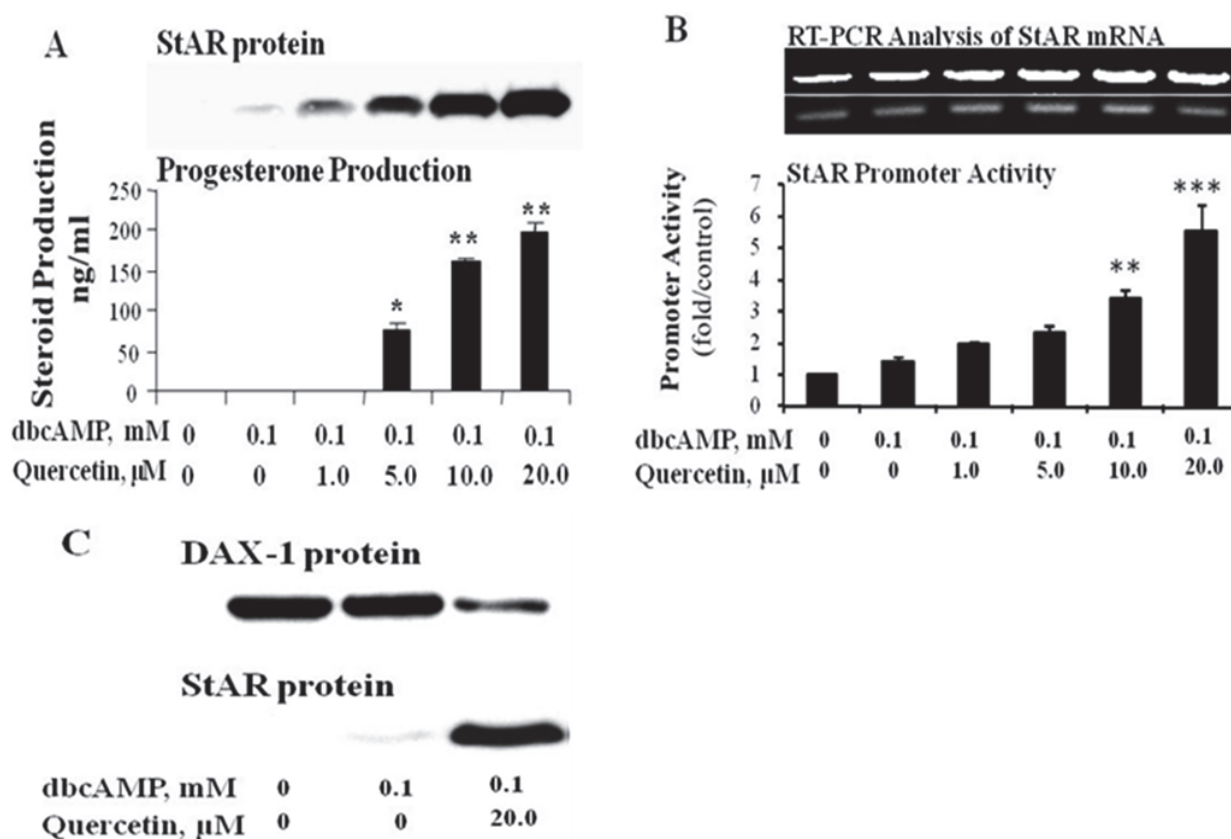 A
StAR protein
Progesterone Production
Steroid Production
ng/ml
250
200
150
100
50
0
*
**
**
dbcAMP, mM 0 0.1 0.1 0.1 0.1 0.1
Quercetin, µM 0 0 1.0 5.0 10.0 20.0
B
RT-PCR Analysis of StAR mRNA
StAR Promoter Activity
Promoter Activity
(fold/control)
7
6
5
4
3
2
1
0
**
***
dbcAMP, mM 0 0.1 0.1 0.1 0.1 0.1
Quercetin, µM 0 0 1.0 5.0 10.0 20.0
C
DAX-1 protein
StAR protein
dbcAMP, mM 0 0.1 0.1
Quercetin, µM 0 0 20.0